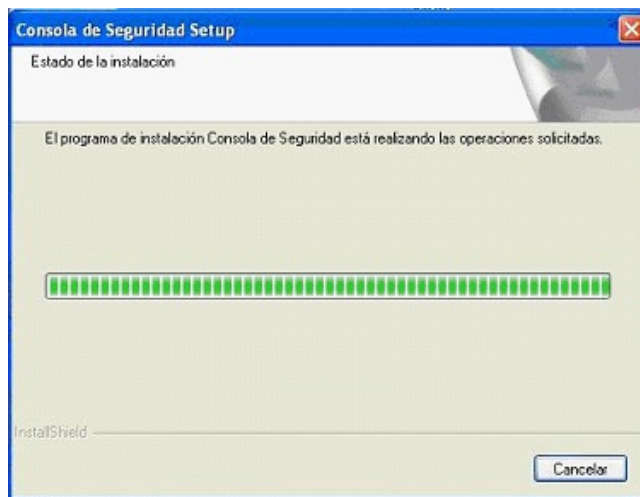 Consola de Seguridad Setup
Estado de la instalación
El programa de instalación Consola de Seguridad está realizando las operaciones solicitadas.
InstallShield
Cancelar